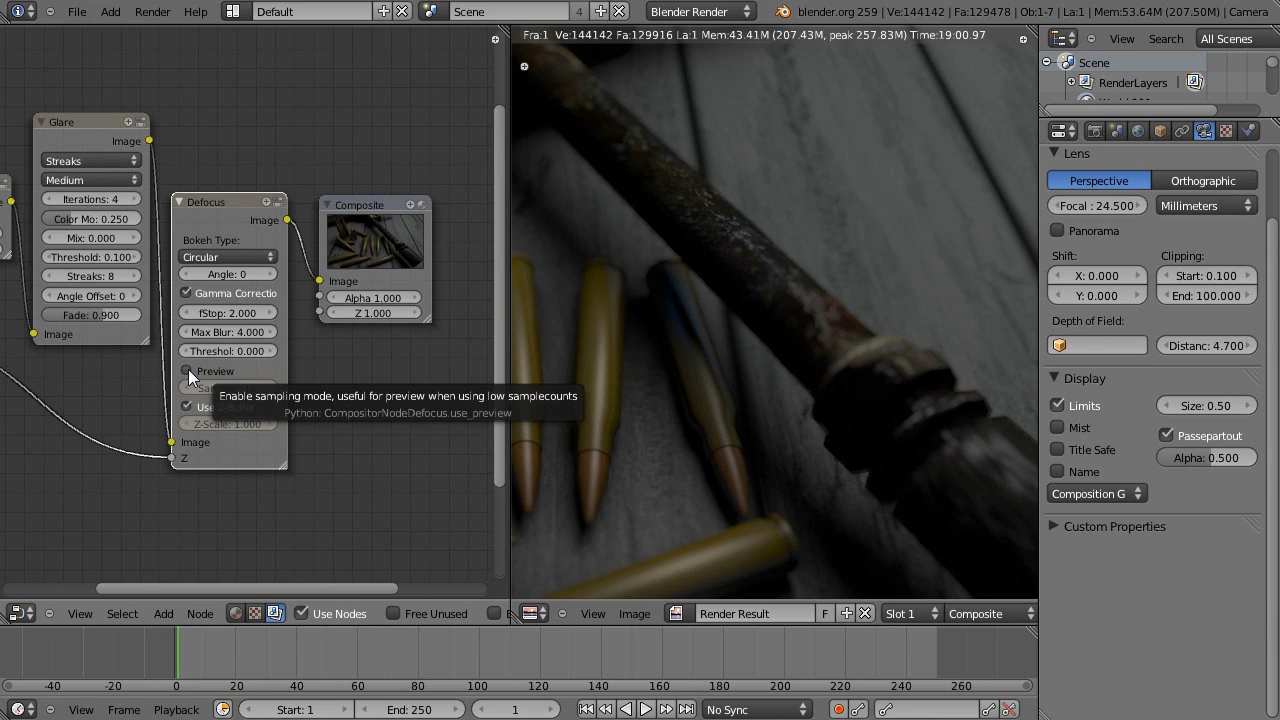 File Add Render Help Default Scene 4 Blender Render blender.org 259 | Ve:144142 | Fa:129478 | Ob:1-7 | La:1 | Mem:53.64M (207.50M) | Camera
Fra:1 Ve:144142 Fa:129916 La:1 Mem:43.41M (207.43M, peak 257.83M) Time:19:00.97
View Search All Scenes
Scene
RenderLayers |
Glare
Image
Streaks
Medium
Iterations: 4
Color Mo: 0.250
Mix: 0.000
Threshold: 0.100
Streaks: 8
Angle Offset: 0
Fade: 0.900
Image
Defocus
Image
Bokeh Type:
Circular
Angle: 0
Gamma Correctio
fStop: 2.000
Max Blur: 4.000
Threshol: 0.000
Preview
Use
Z-Scale: 1.000
Image
Z
Enable sampling mode, useful for preview when using low samplecounts
Python: CompositorNodeDefocus.use_preview
Composite
Image
Alpha 1.000
Z 1.000
Lens
Perspective Orthographic
Focal : 24.500 Millimeters
Panorama
Shift: Clipping:
X: 0.000 Start: 0.100
Y: 0.000 End: 100.000
Depth of Field:
Distanc: 4.700
Display
Limits Size: 0.50
Mist Passepartout
Title Safe Alpha: 0.500
Name
Composition G
Custom Properties
View Select Add Node Use Nodes Free Unused
View Image Render Result F Slot 1 Composite
-40 -20 0 20 40 60 80 100 120 140 160 180 200 220 240 260
View Frame Playback Start: 1 End: 250 1 No Sync